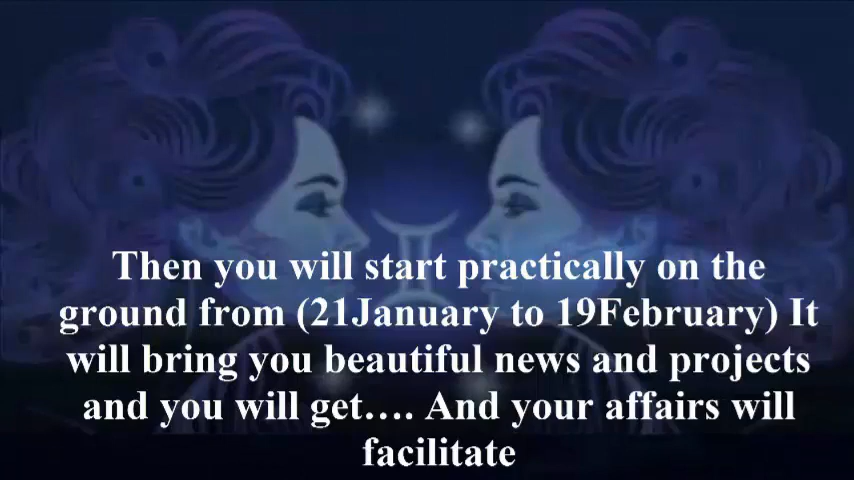 Then you will start practically on the
ground from (21January to 19February) It
will bring you beautiful news and projects
and you will get…. And your affairs will
facilitate